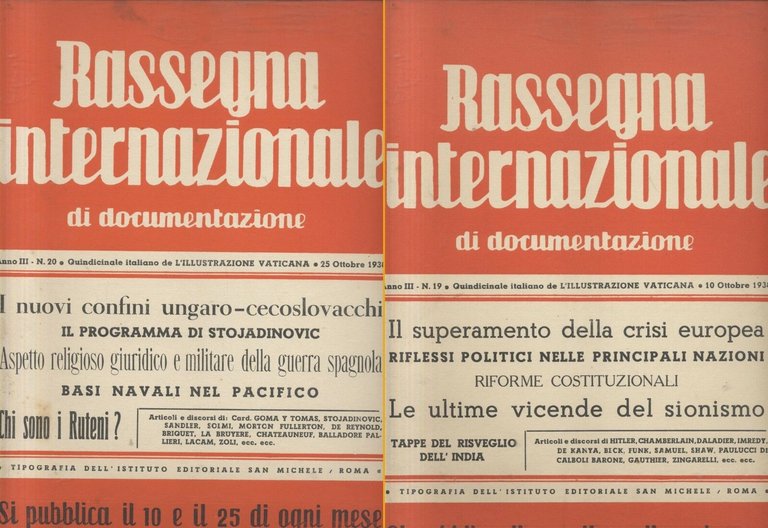 Rassegna
internazionale
di documentazione
Anno III - N. 20 • Quindicinale italiano de L'ILLUSTRAZIONE VATICANA • 25 Ottobre 1938
I nuovi confini ungaro-cecoslovacchi
IL PROGRAMMA DI STOJADINOVIC
Aspetto religioso giuridico e militare della guerra spagnola
BASI NAVALI NEL PACIFICO
Chi sono i Ruteni ?
Articoli e discorsi di: Card. GOMA Y TOMAS, STOJADINOVIC,
SANDLER, SOLMI, MORTON FULLERTON, DE REYNOLD,
BRIQUET, LA BRUYERE, CHATEAUNEUF, BALLADORE PAL-
LIERI, LACAM, ZOLI, ecc. ecc.
• TIPOGRAFIA DELL'ISTITUTO EDITORIALE SAN MICHELE / ROMA •
Si pubblica il 10 e il 25 di ogni mese
Rassegna
internazionale
di documentazione
Anno III - N. 19 • Quindicinale italiano de L'ILLUSTRAZIONE VATICANA • 10 Ottobre 1938
Il superamento della crisi europea
RIFLESSI POLITICI NELLE PRINCIPALI NAZIONI
RIFORME COSTITUZIONALI
Le ultime vicende del sionismo
TAPPE DEL RISVEGLIO
DELL'INDIA
Articoli e discorsi di HITLER, CHAMBERLAIN, DALADIER, IMREDY,
DE KANYA, BECK, FUNK, SAMUEL, SHAW, PAULUCCI DI
CALBOLI BARONE, GAUTHIER, ZINGARELLI, ecc. ecc.
• TIPOGRAFIA DELL'ISTITUTO EDITORIALE SAN MICHELE / ROMA •